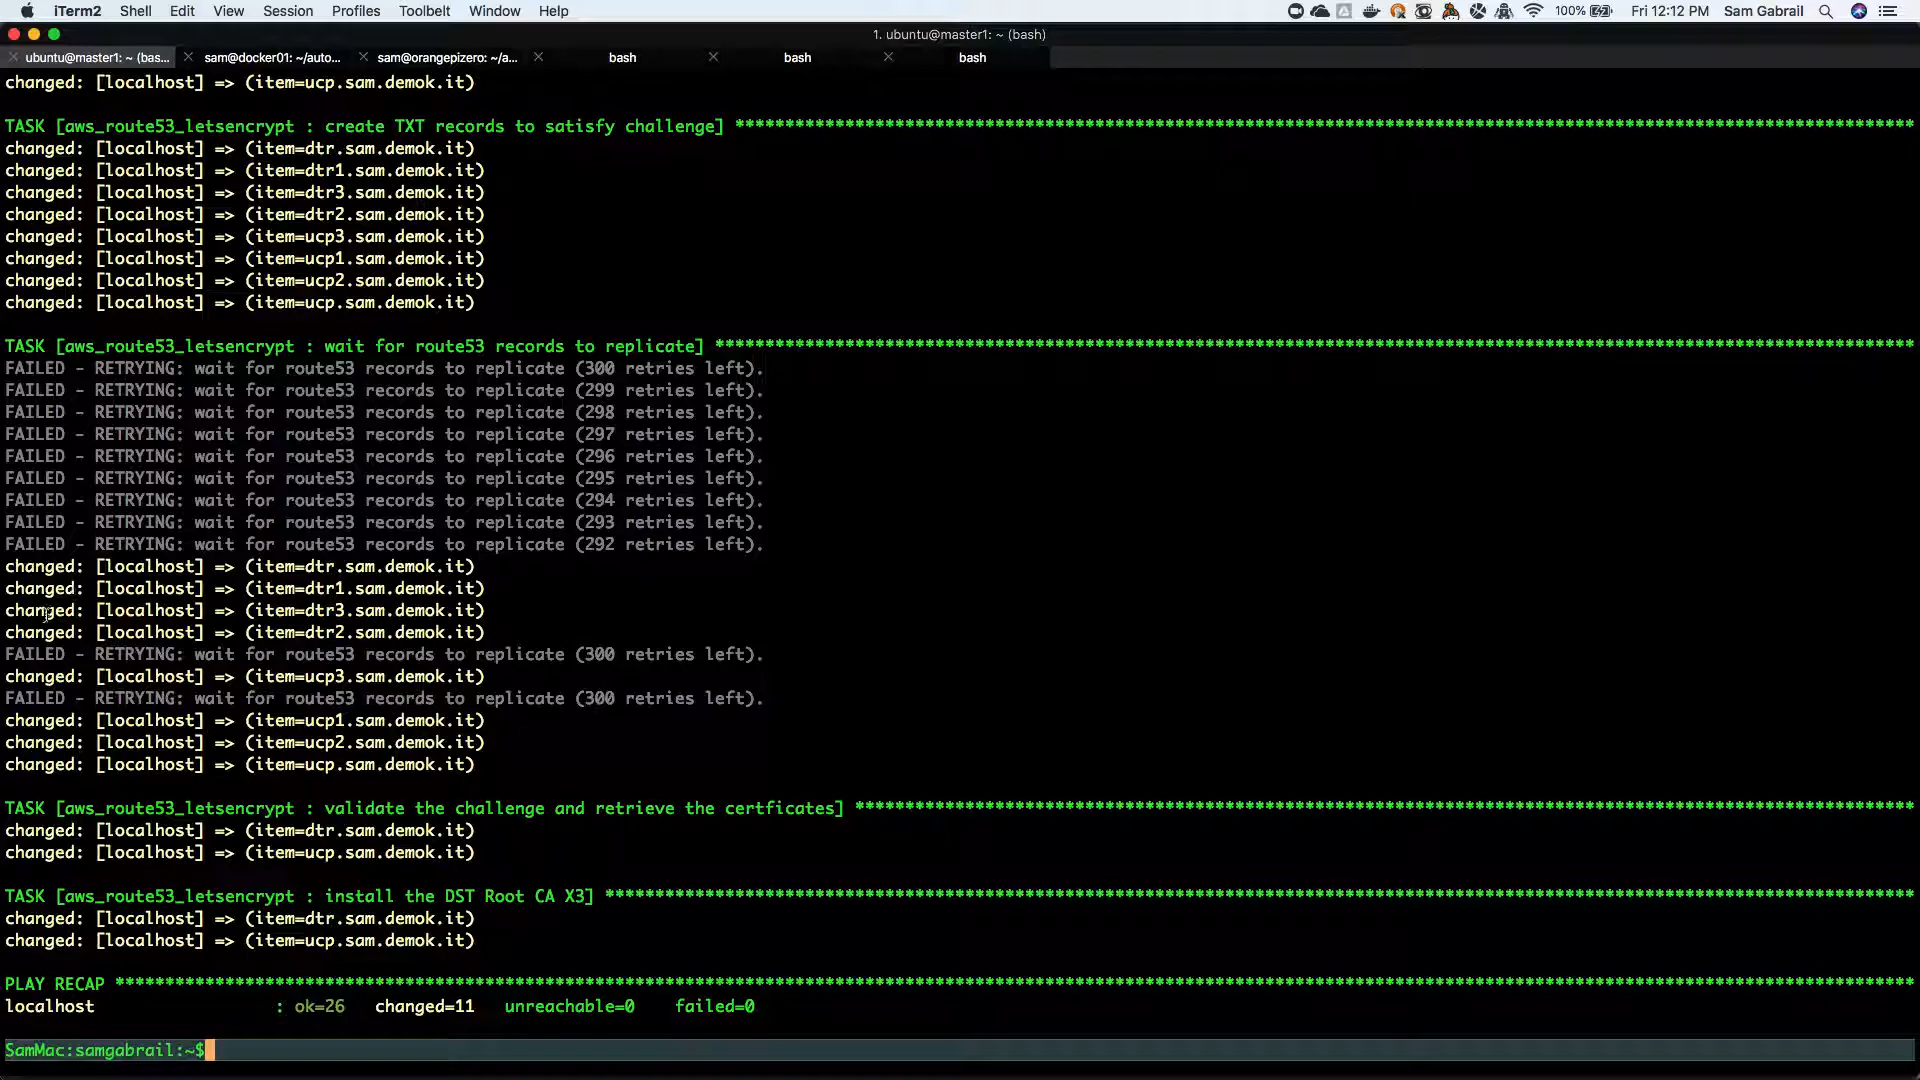 iTerm2 Shell Edit View Session Profiles Toolbelt Window Help 100% Fri 12:12 PM Sam Gabrail
1. ubuntu@master1: ~ (bash)
ubuntu@master1: ~ (bas... sam@docker01: ~/auto... sam@orangepizero: ~/a... bash bash bash
changed: [localhost] => (item=ucp.sam.demok.it)
TASK [aws_route53_letsencrypt : create TXT records to satisfy challenge] **********************************************************************************************************************
changed: [localhost] => (item=dtr.sam.demok.it)
changed: [localhost] => (item=dtr1.sam.demok.it)
changed: [localhost] => (item=dtr3.sam.demok.it)
changed: [localhost] => (item=dtr2.sam.demok.it)
changed: [localhost] => (item=ucp3.sam.demok.it)
changed: [localhost] => (item=ucp1.sam.demok.it)
changed: [localhost] => (item=ucp2.sam.demok.it)
changed: [localhost] => (item=ucp.sam.demok.it)
TASK [aws_route53_letsencrypt : wait for route53 records to replicate] ************************************************************************************************************************
FAILED - RETRYING: wait for route53 records to replicate (300 retries left).
FAILED - RETRYING: wait for route53 records to replicate (299 retries left).
FAILED - RETRYING: wait for route53 records to replicate (298 retries left).
FAILED - RETRYING: wait for route53 records to replicate (297 retries left).
FAILED - RETRYING: wait for route53 records to replicate (296 retries left).
FAILED - RETRYING: wait for route53 records to replicate (295 retries left).
FAILED - RETRYING: wait for route53 records to replicate (294 retries left).
FAILED - RETRYING: wait for route53 records to replicate (293 retries left).
FAILED - RETRYING: wait for route53 records to replicate (292 retries left).
changed: [localhost] => (item=dtr.sam.demok.it)
changed: [localhost] => (item=dtr1.sam.demok.it)
changed: [localhost] => (item=dtr3.sam.demok.it)
changed: [localhost] => (item=dtr2.sam.demok.it)
FAILED - RETRYING: wait for route53 records to replicate (300 retries left).
changed: [localhost] => (item=ucp3.sam.demok.it)
FAILED - RETRYING: wait for route53 records to replicate (300 retries left).
changed: [localhost] => (item=ucp1.sam.demok.it)
changed: [localhost] => (item=ucp2.sam.demok.it)
changed: [localhost] => (item=ucp.sam.demok.it)
TASK [aws_route53_letsencrypt : validate the challenge and retrieve the certficates] **********************************************************************************************************
changed: [localhost] => (item=dtr.sam.demok.it)
changed: [localhost] => (item=ucp.sam.demok.it)
TASK [aws_route53_letsencrypt : install the DST Root CA X3] ***********************************************************************************************************************************
changed: [localhost] => (item=dtr.sam.demok.it)
changed: [localhost] => (item=ucp.sam.demok.it)
PLAY RECAP ************************************************************************************************************************************************************************************
localhost : ok=26 changed=11 unreachable=0 failed=0
SamMac:samgabrail:~$